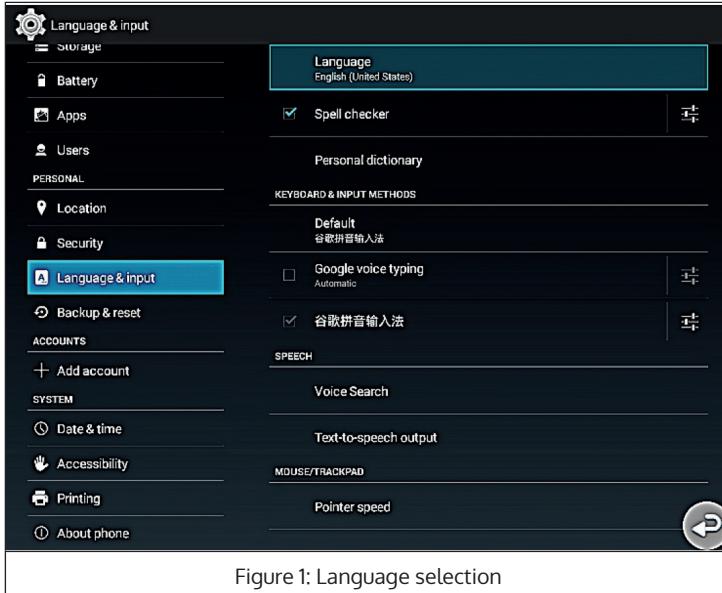 Language & input
Storage
Battery
Apps
Users
PERSONAL
Location
Security
Language & input
Backup & reset
ACCOUNTS
Add account
SYSTEM
Date & time
Accessibility
Printing
About phone
Language
English (United States)
Spell checker
Personal dictionary
KEYBOARD & INPUT METHODS
Default
谷歌拼音输入法
Google voice typing
Automatic
谷歌拼音输入法
SPEECH
Voice Search
Text-to-speech output
MOUSE/TRACKPAD
Pointer speed
Figure 1: Language selection